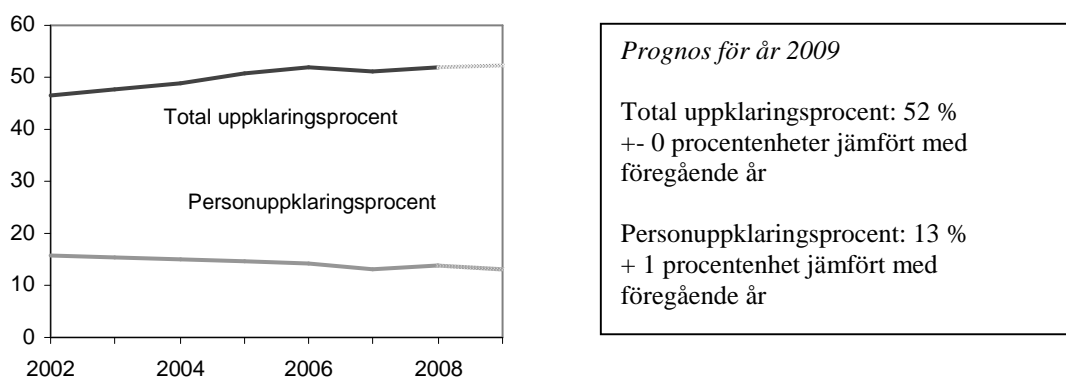 60
50
40
30
20
10
0
Total uppklaringsprocent
Personuppklaringsprocent
2002
2004
2006
2008
Prognos för år 2009
Total uppklaringsprocent: 52 %
+- 0 procentenheter jämfört med
föregående år
Personuppklaringsprocent: 13 %
+ 1 procentenhet jämfört med
föregående år